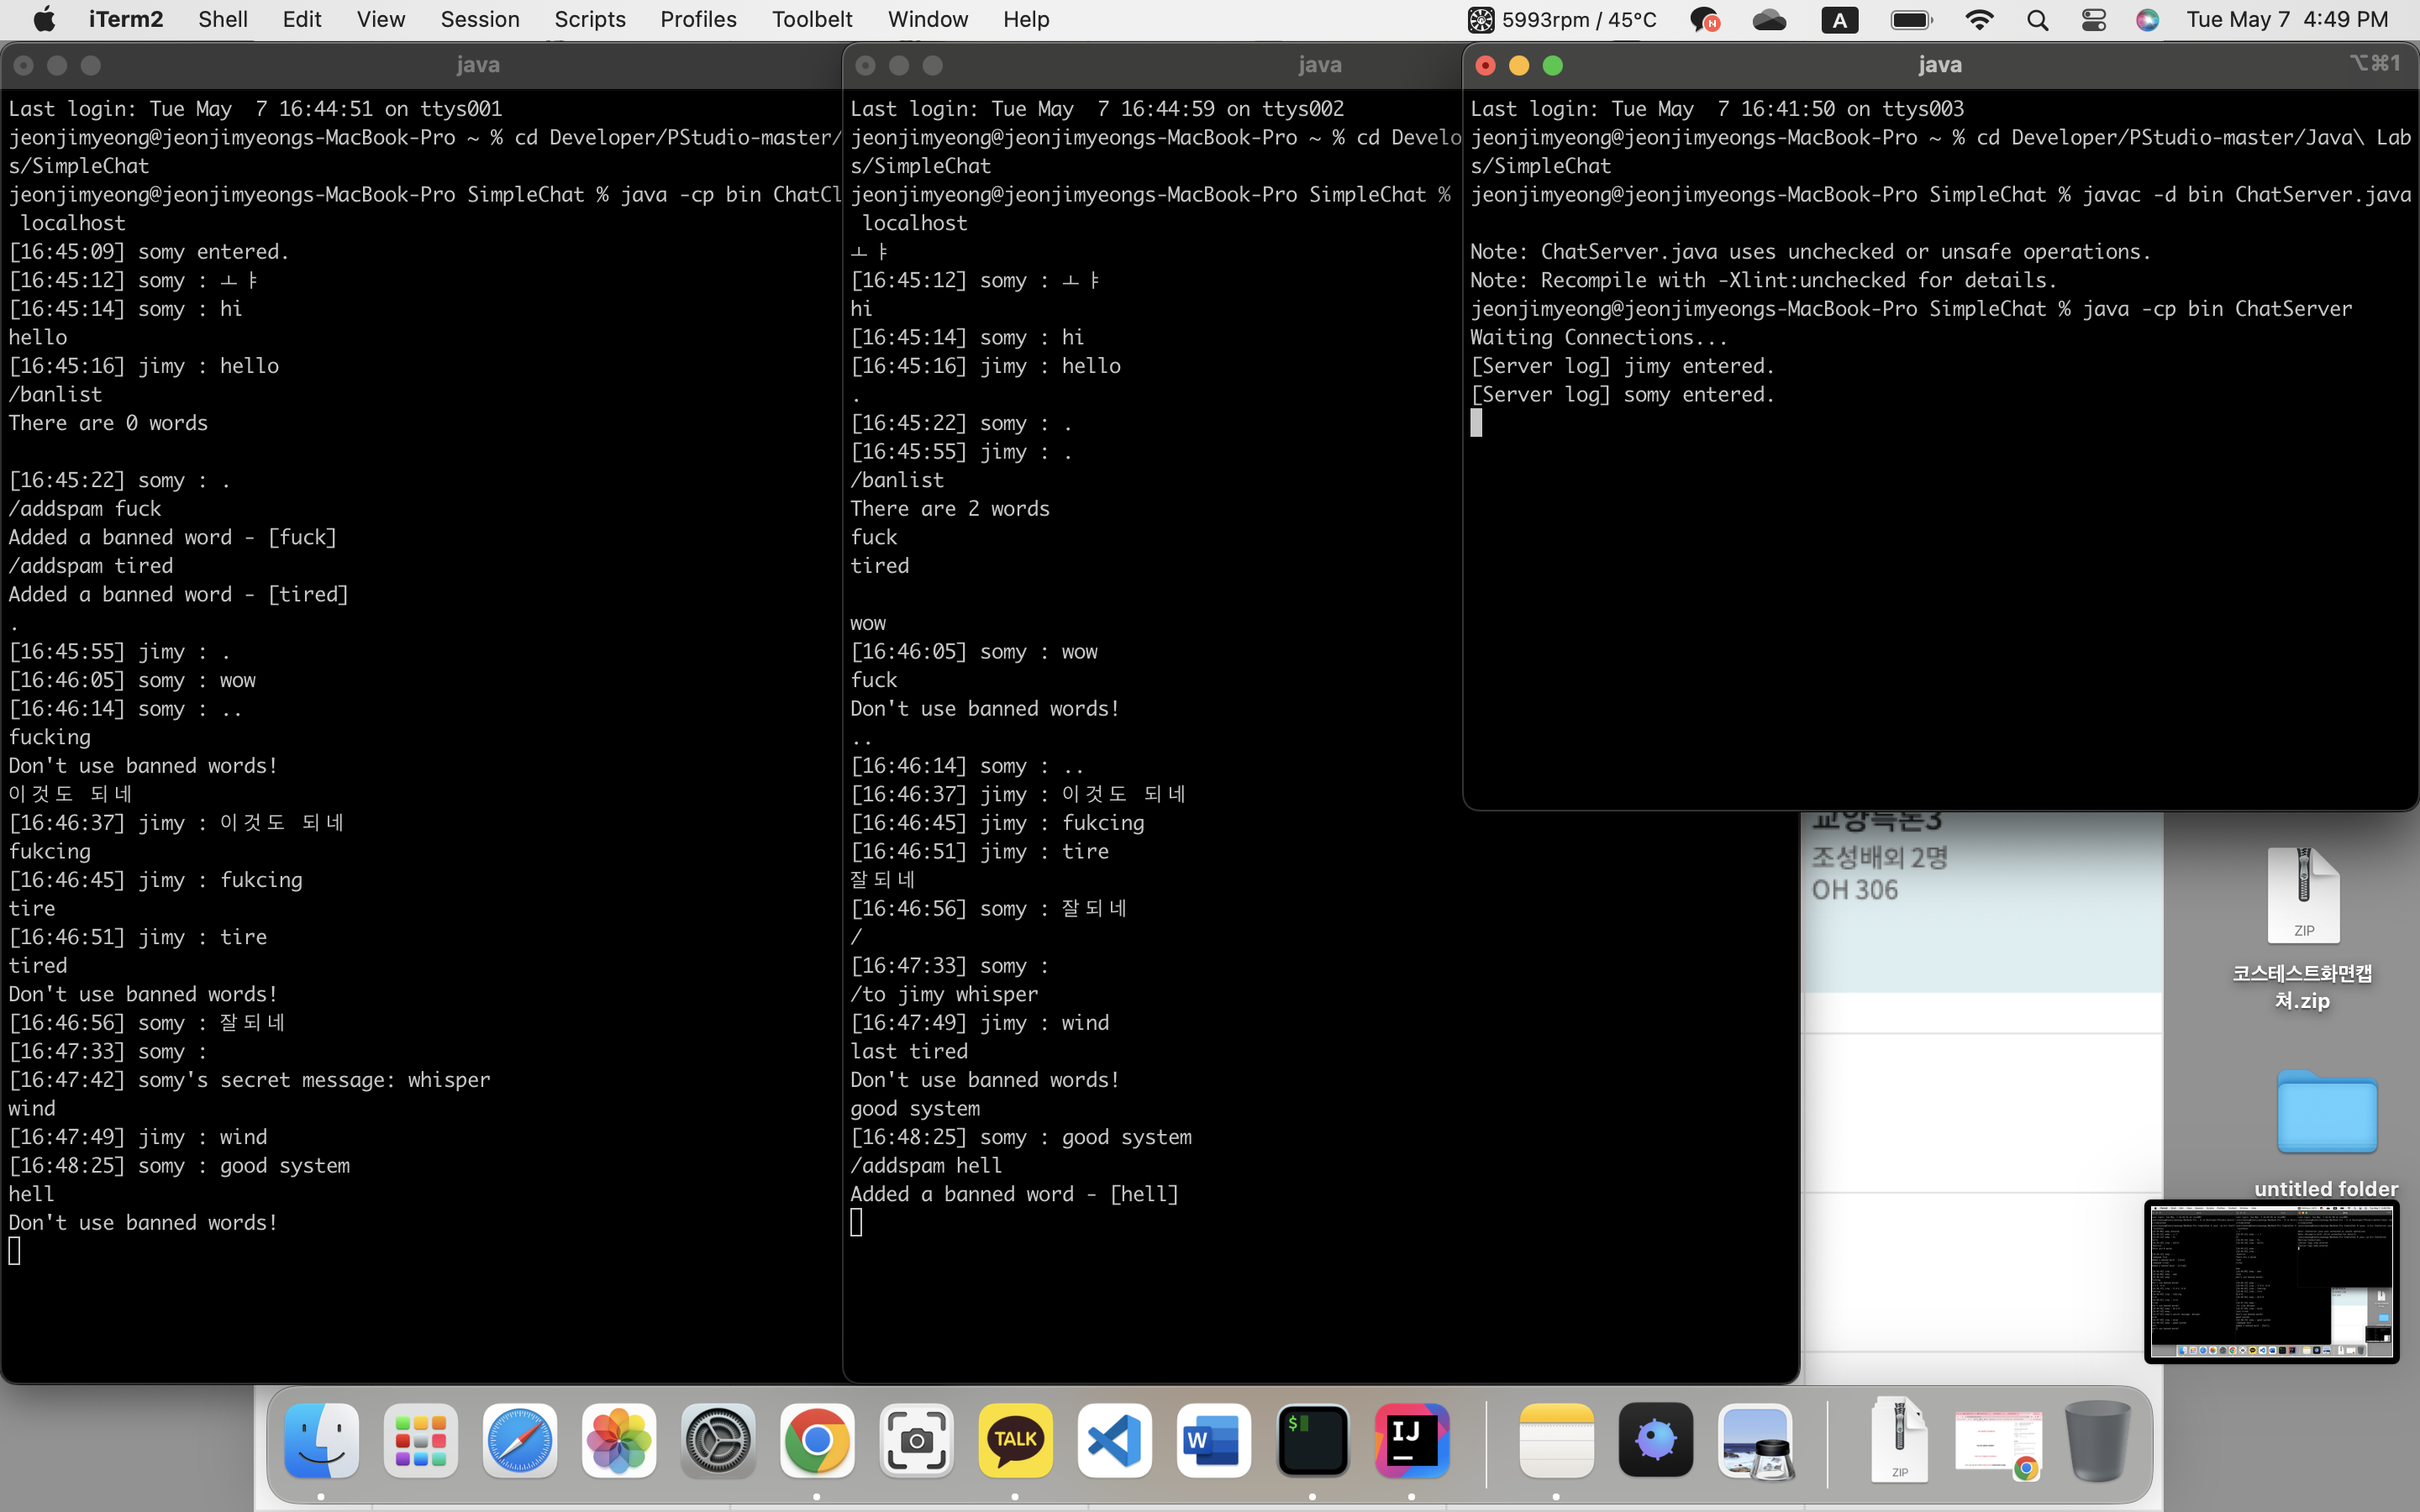 iTerm2 Shell Edit View Session Scripts Profiles Toolbelt Window Help 5993rpm / 45°C A Tue May 7 4:49 PM
java
Last login: Tue May  7 16:44:51 on ttys001
jeonjimyeong@jeonjimyeongs-MacBook-Pro ~ % cd Developer/PStudio-master/
s/SimpleChat
jeonjimyeong@jeonjimyeongs-MacBook-Pro SimpleChat % java -cp bin ChatCl
 localhost
[16:45:09] somy entered.
[16:45:12] somy : ㅗㅑ
[16:45:14] somy : hi
hello
[16:45:16] jimy : hello
/banlist
There are 0 words

[16:45:22] somy : .
/addspam fuck
Added a banned word - [fuck]
/addspam tired
Added a banned word - [tired]
.
[16:45:55] jimy : .
[16:46:05] somy : wow
[16:46:14] somy : ..
fucking
Don't use banned words!
이것도 되네
[16:46:37] jimy : 이것도 되네
fukcing
[16:46:45] jimy : fukcing
tire
[16:46:51] jimy : tire
tired
Don't use banned words!
[16:46:56] somy : 잘되네
[16:47:33] somy :
[16:47:42] somy's secret message: whisper
wind
[16:47:49] jimy : wind
[16:48:25] somy : good system
hell
Don't use banned words!
java
Last login: Tue May  7 16:44:59 on ttys002
jeonjimyeong@jeonjimyeongs-MacBook-Pro ~ % cd Develo
s/SimpleChat
jeonjimyeong@jeonjimyeongs-MacBook-Pro SimpleChat %
 localhost
ㅗㅑ
[16:45:12] somy : ㅗㅑ
hi
[16:45:14] somy : hi
[16:45:16] jimy : hello
.
[16:45:22] somy : .
[16:45:55] jimy : .
/banlist
There are 2 words
fuck
tired

wow
[16:46:05] somy : wow
fuck
Don't use banned words!
..
[16:46:14] somy : ..
[16:46:37] jimy : 이것도 되네
[16:46:45] jimy : fukcing
[16:46:51] jimy : tire
잘되네
[16:46:56] somy : 잘되네
/
[16:47:33] somy :
/to jimy whisper
[16:47:49] jimy : wind
last tired
Don't use banned words!
good system
[16:48:25] somy : good system
/addspam hell
Added a banned word - [hell]
java ⌥⌘1
Last login: Tue May  7 16:41:50 on ttys003
jeonjimyeong@jeonjimyeongs-MacBook-Pro ~ % cd Developer/PStudio-master/Java\ Lab
s/SimpleChat
jeonjimyeong@jeonjimyeongs-MacBook-Pro SimpleChat % javac -d bin ChatServer.java

Note: ChatServer.java uses unchecked or unsafe operations.
Note: Recompile with -Xlint:unchecked for details.
jeonjimyeong@jeonjimyeongs-MacBook-Pro SimpleChat % java -cp bin ChatServer
Waiting Connections...
[Server log] jimy entered.
[Server log] somy entered.
교양특론3
조성배외 2명
OH 306
ZIP
코스테스트화면캡
쳐.zip
untitled folder
TALK
W
$
IJ
ZIP